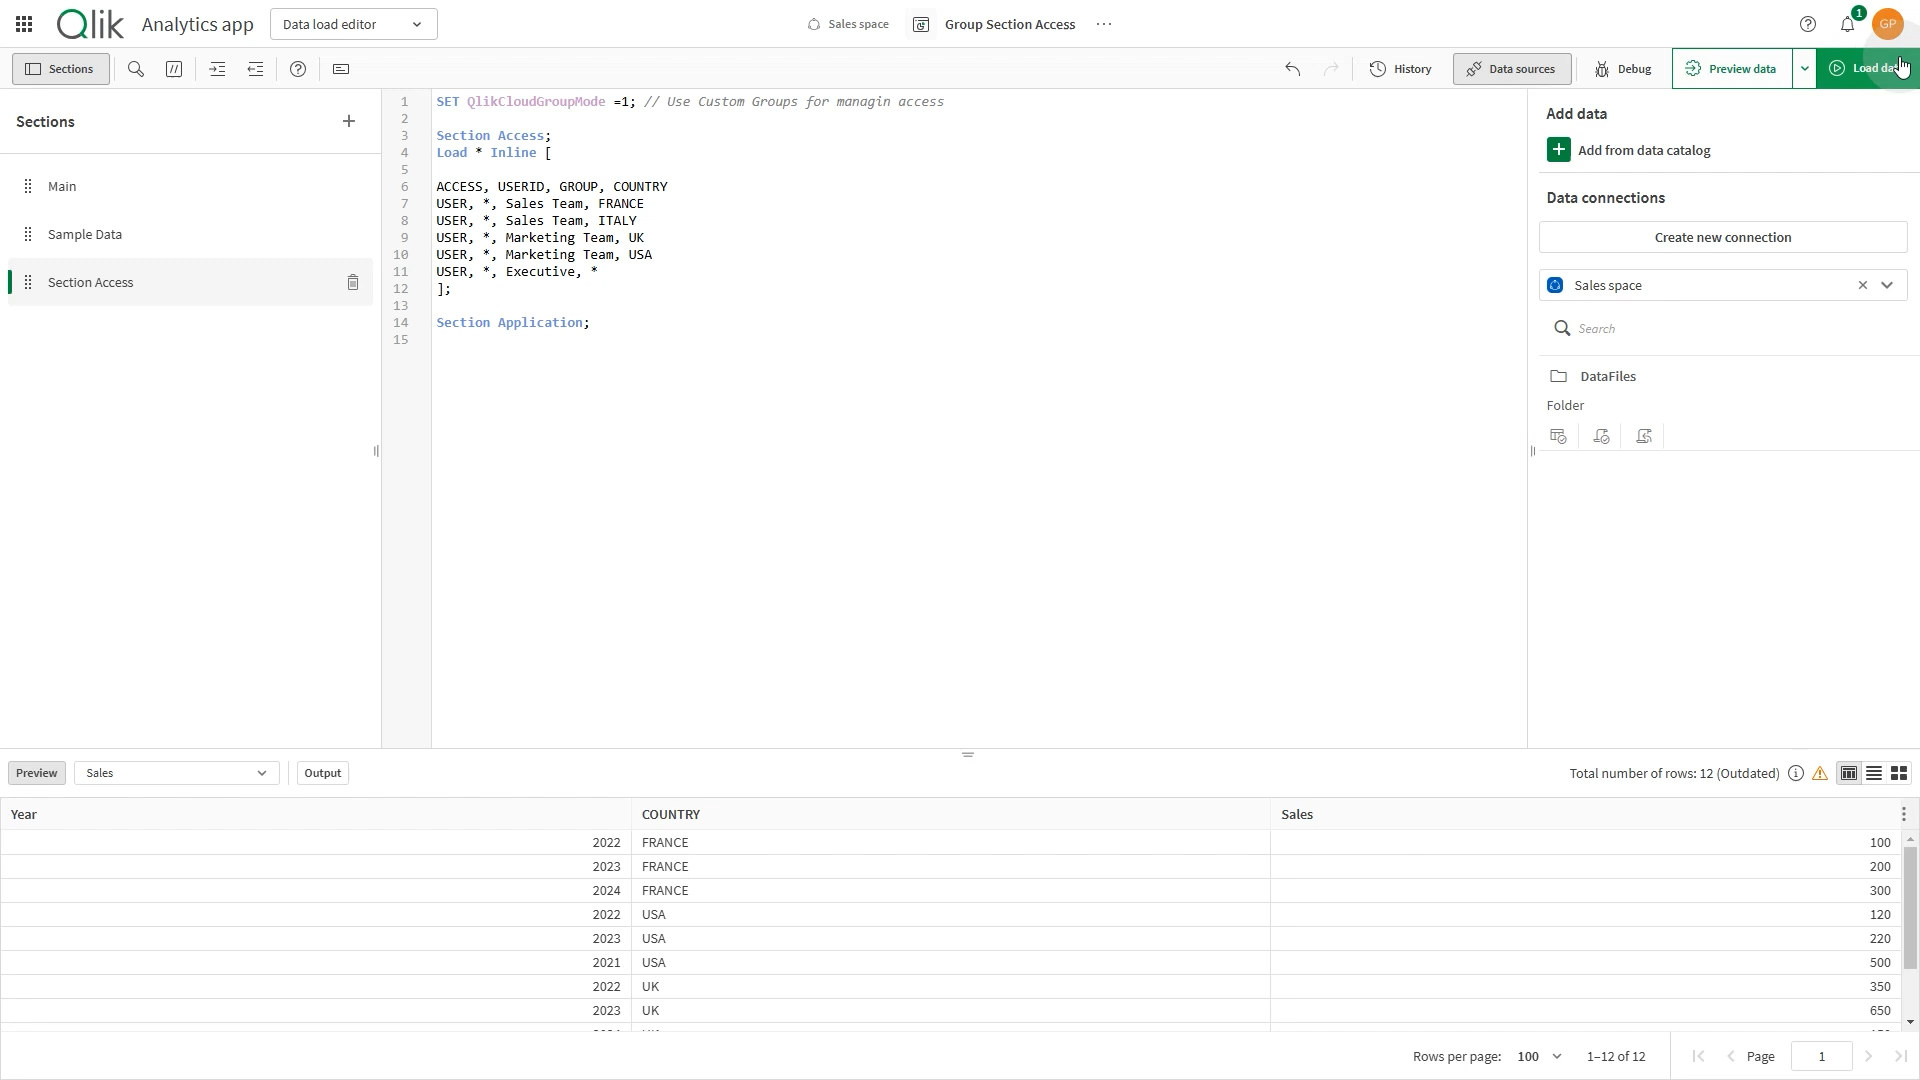 Qlik Analytics app Data load editor Sales space Group Section Access ... 1 GP
Sections History Data sources Debug Preview data
Sections
Main
Sample Data
Section Access
1 SET QlikCloudGroupMode =1; // Use Custom Groups for managin access
2
3 Section Access;
4 Load * Inline [
5
6 ACCESS, USERID, GROUP, COUNTRY
7 USER, *, Sales Team, FRANCE
8 USER, *, Sales Team, ITALY
9 USER, *, Marketing Team, UK
10 USER, *, Marketing Team, USA
11 USER, *, Executive, *
12 ];
13
14 Section Application;
15
Add data
Add from data catalog
Data connections
Create new connection
Sales space
Search
DataFiles
Folder
Preview Sales Output Total number of rows: 12 (Outdated)
Year COUNTRY Sales
2022 FRANCE 100
2023 FRANCE 200
2024 FRANCE 300
2022 USA 120
2023 USA 220
2021 USA 500
2022 UK 350
2023 UK 650
Rows per page: 100 1–12 of 12 Page 1